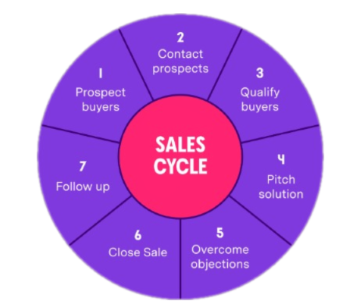 SALES
CYCLE
1
Prospect
buyers
2
Contact
prospects
3
Qualify
buyers
4
Pitch
solution
5
Overcome
objections
6
Close Sale
7
Follow up